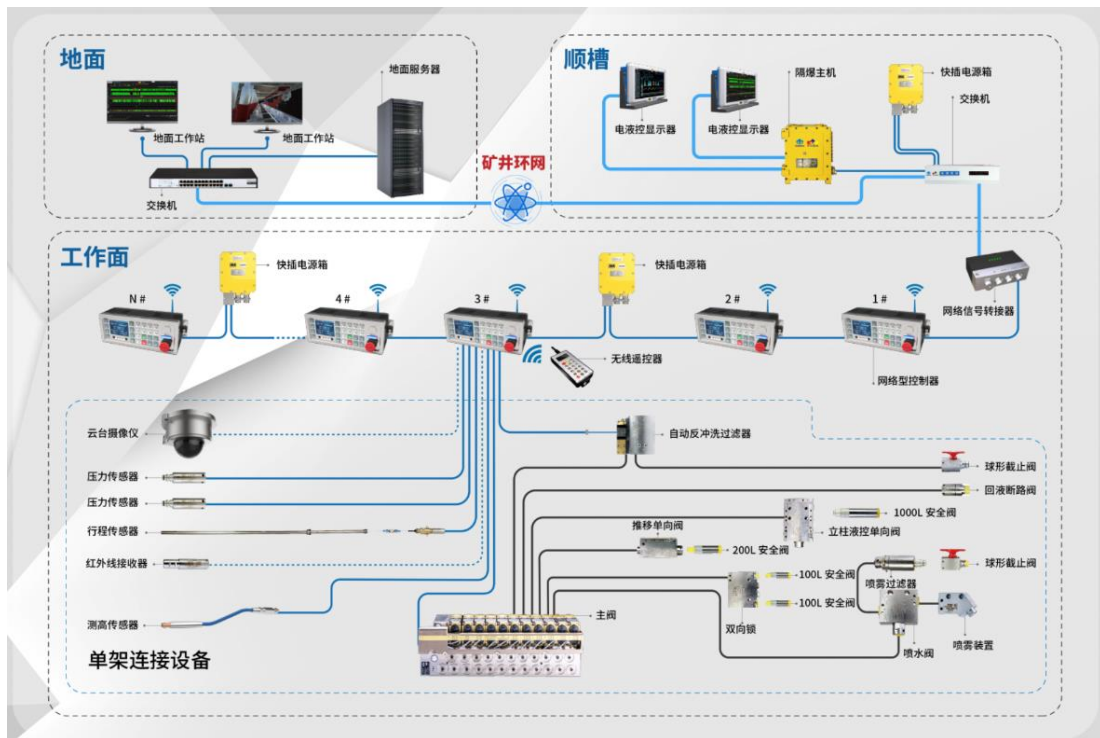 地面
地面服务器
地面工作站
地面工作站
交换机
矿井环网
顺槽
隔爆主机
快插电源箱
交换机
电液控显示器
电液控显示器
工作面
快插电源箱
快插电源箱
N #
4 #
3 #
2 #
1 #
网络信号转接器
无线遥控器
网络型控制器
云台摄像仪
自动反冲洗过滤器
球形截止阀
压力传感器
回液断路阀
压力传感器
1000L 安全阀
立柱液控单向阀
行程传感器
推移单向阀
200L 安全阀
红外线接收器
球形截止阀
100L 安全阀
喷雾过滤器
100L 安全阀
主阀
测高传感器
双向锁
喷雾装置
喷水阀
单架连接设备